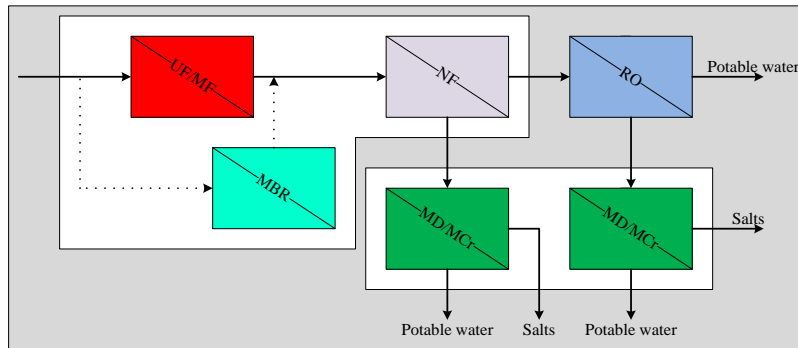 UF/MF
NF
RO
Potable water
MBR
MD/MCr
MD/MCr
Salts
Potable water
Salts
Potable water